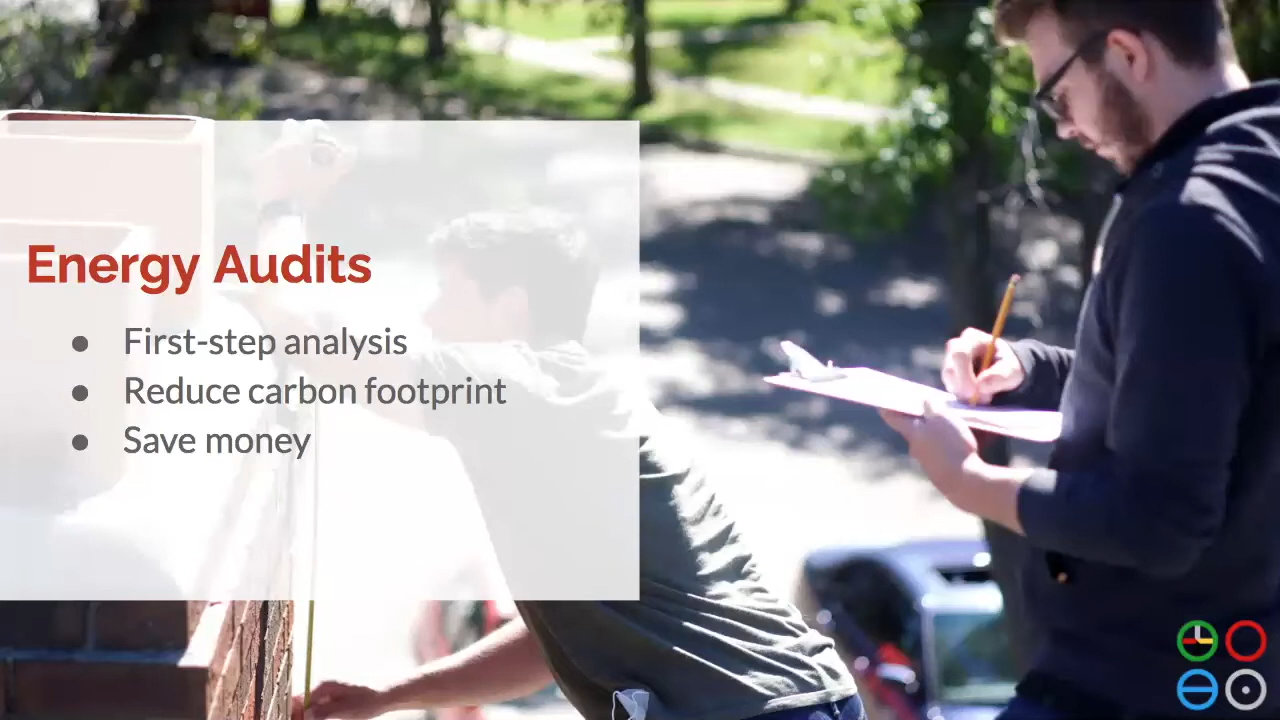 Energy Audits
● First-step analysis
● Reduce carbon footprint
● Save money